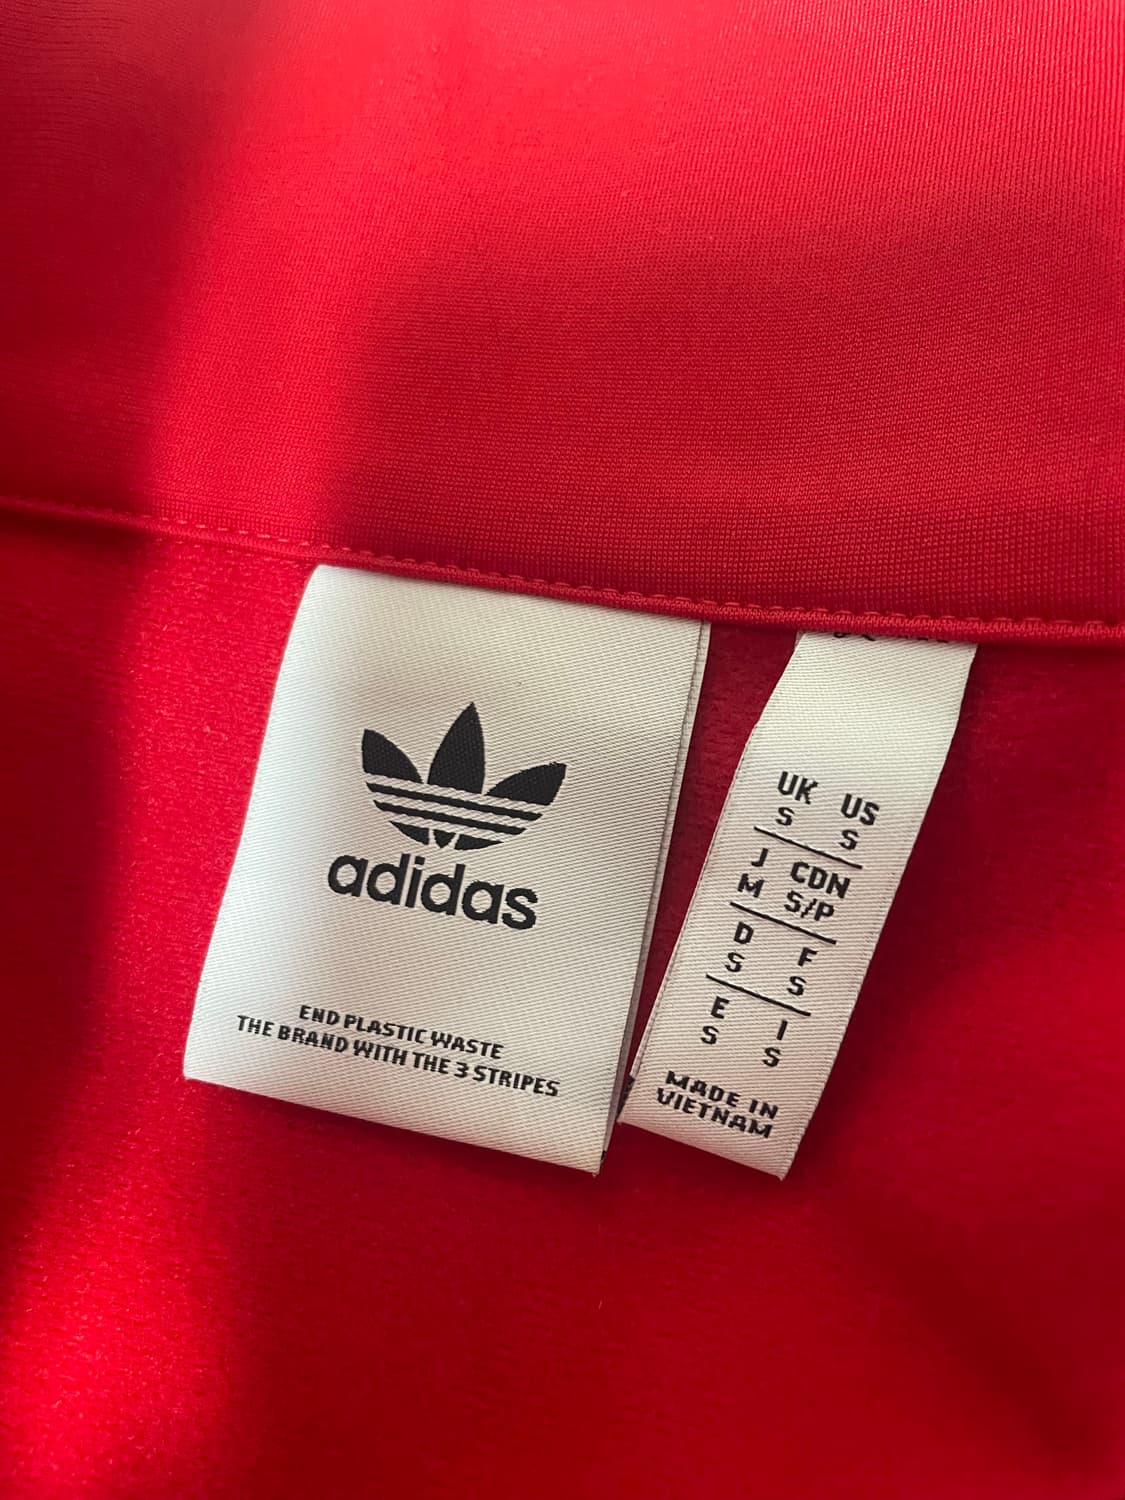 adidas
END PLASTIC WASTE
THE BRAND WITH THE 3 STRIPES
UK US
S S
J CDN
M S/P
D F
S S
E I
S S
MADE IN
VIETNAM